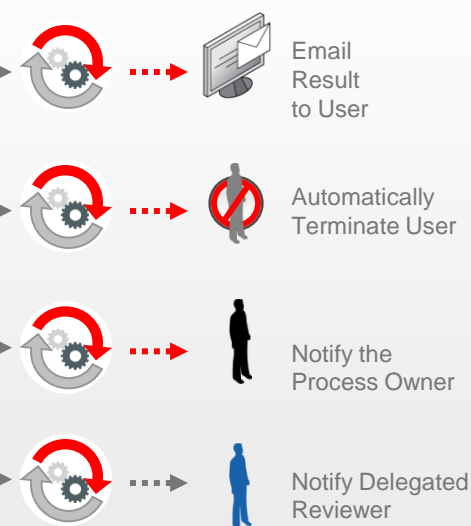 Email
Result
to User
Automatically
Terminate User
Notify the
Process Owner
Notify Delegated
Reviewer